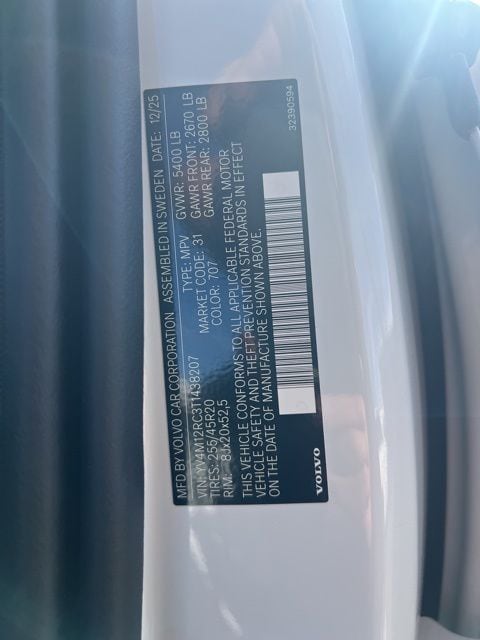 MFD BY VOLVO CAR CORPORATION ASSEMBLED IN SWEDEN DATE: 12/25
VIN: YV4M12RC3T1438207 TYPE: MPV GVWR: 5400 LB
TIRES: 255/45R20 MARKET CODE: 31 GAWR FRONT: 2670 LB
RIM: 8Jx20x52,5 COLOR: 707 GAWR REAR: 2800 LB
THIS VEHICLE CONFORMS TO ALL APPLICABLE FEDERAL MOTOR
VEHICLE SAFETY AND THEFT PREVENTION STANDARDS IN EFFECT
ON THE DATE OF MANUFACTURE SHOWN ABOVE.
VOLVO 32390594